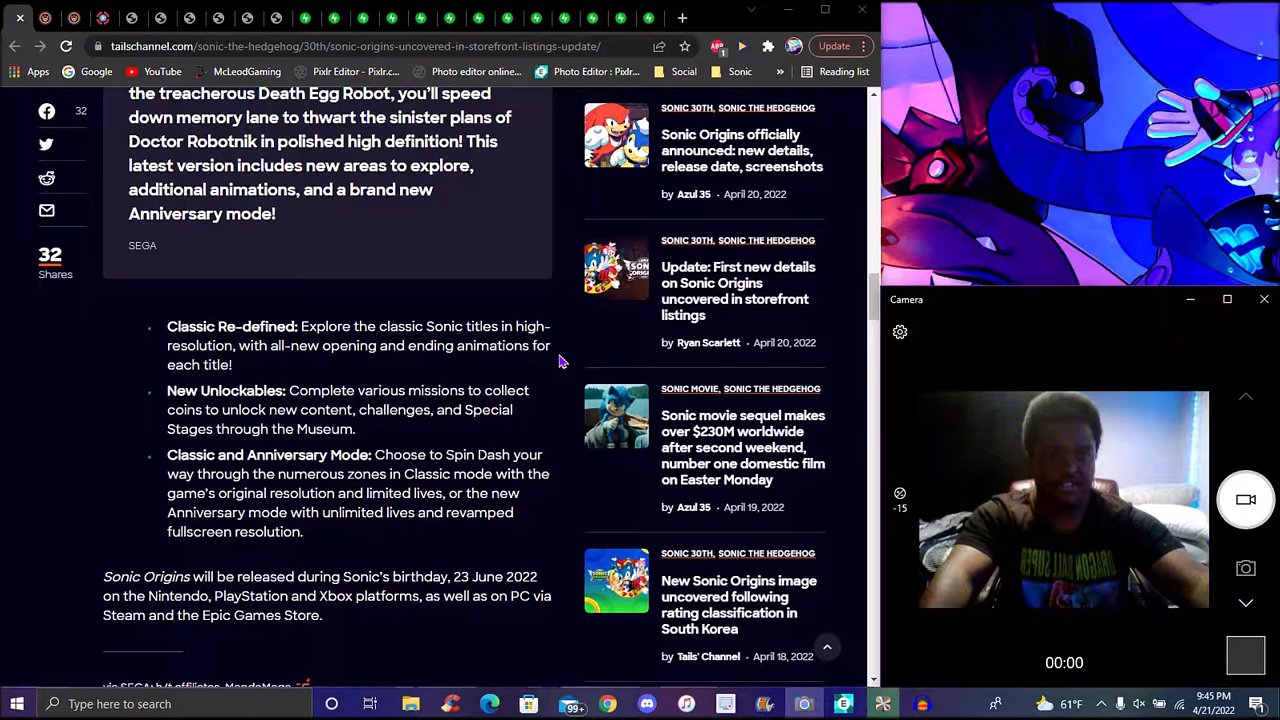 Update
tailschannel.com/sonic-the-hedgehog/30th/sonic-origins-uncovered-in-storefront-listings-update/
Apps
Google
YouTube
McLeodGaming
Pixlr Editor - Pixlr.c...
Photo editor online...
Photo Editor : Pixlr...
Social
Sonic
»
Reading list
32
32
Shares
the treacherous Death Egg Robot, you'll speed
down memory lane to thwart the sinister plans of
Doctor Robotnik in polished high definition! This
latest version includes new areas to explore,
additional animations, and a brand new
Anniversary mode!
SEGA
Classic Re-defined: Explore the classic Sonic titles in high-
resolution, with all-new opening and ending animations for
each title!
New Unlockables: Complete various missions to collect
coins to unlock new content, challenges, and Special
Stages through the Museum.
Classic and Anniversary Mode: Choose to Spin Dash your
way through the numerous zones in Classic mode with the
game's original resolution and limited lives, or the new
Anniversary mode with unlimited lives and revamped
fullscreen resolution.
Sonic Origins will be released during Sonic's birthday, 23 June 2022
on the Nintendo, PlayStation and Xbox platforms, as well as on PC via
Steam and the Epic Games Store.
SONIC 30TH, SONIC THE HEDGEHOG
Sonic Origins officially
announced: new details,
release date, screenshots
by Azul 35 • April 20, 2022
SONIC 30TH, SONIC THE HEDGEHOG
Update: First new details
on Sonic Origins
uncovered in storefront
listings
by Ryan Scarlett • April 20, 2022
SONIC MOVIE, SONIC THE HEDGEHOG
Sonic movie sequel makes
over $230M worldwide
after second weekend,
number one domestic film
on Easter Monday
by Azul 35 • April 19, 2022
SONIC 30TH, SONIC THE HEDGEHOG
New Sonic Origins image
uncovered following
rating classification in
South Korea
by Tails' Channel • April 18, 2022
Camera
-15
DRAGON BALL SUPER
00:00
Type here to search
99+
61°F
9:45 PM
4/21/2022